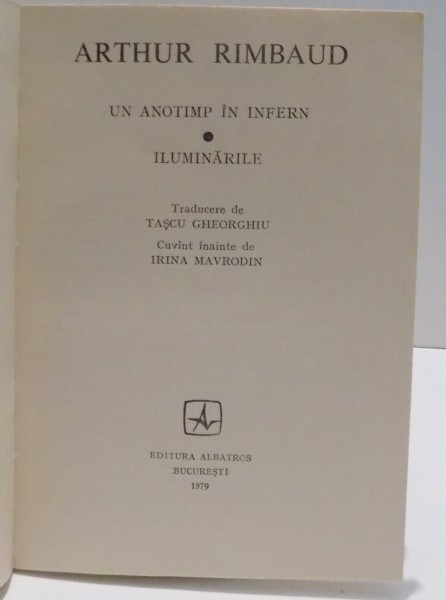 ARTHUR RIMBAUD
UN ANOTIMP ÎN INFERN
●
ILUMINĂRILE
Traducere de
TAŞCU GHEORGHIU
Cuvînt înainte de
IRINA MAVRODIN
EDITURA ALBATROS
BUCUREŞTI
1979